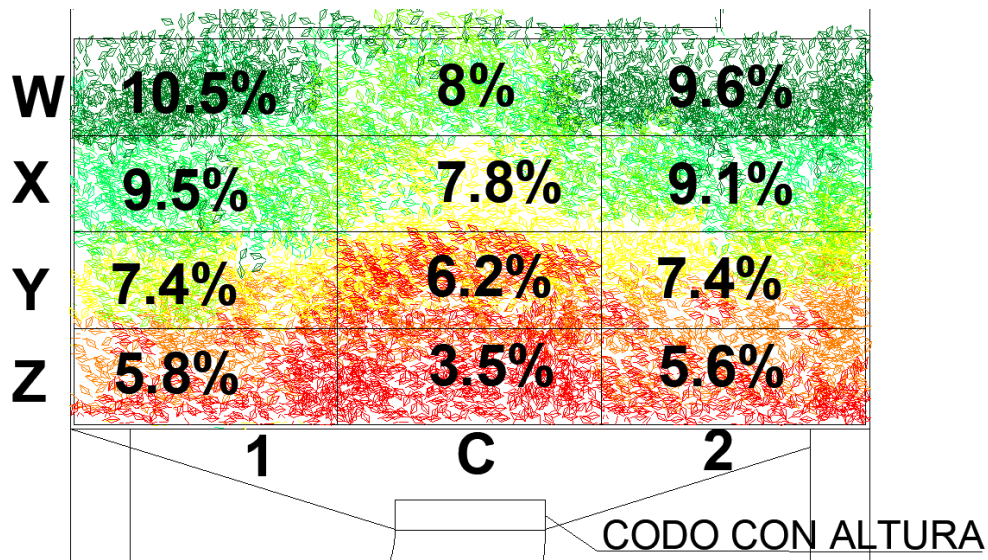 W 10.5% 8% 9.6%
X 9.5% 7.8% 9.1%
Y 7.4% 6.2% 7.4%
Z 5.8% 3.5% 5.6%
1 C 2
CODO CON ALTURA